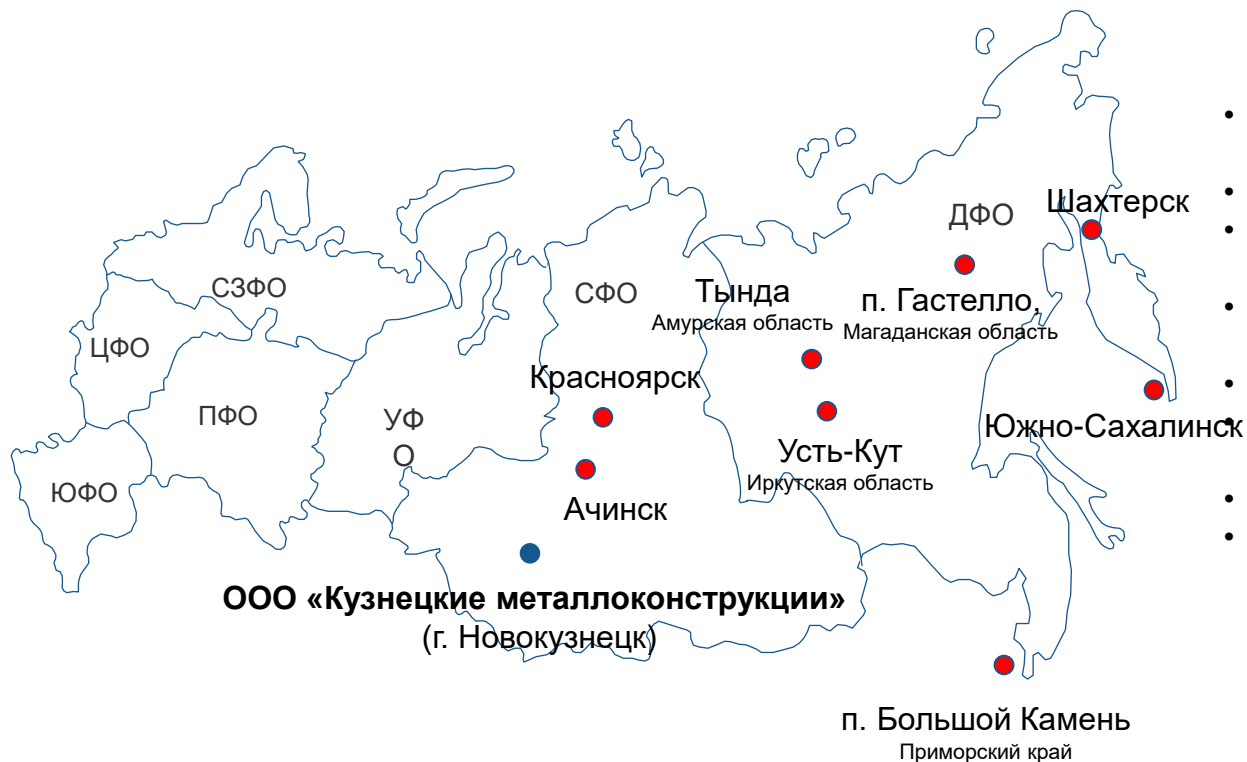 ДФО
Шахтерск
СЗФО
СФО
Тында
Амурская область
п. Гастелло,
Магаданская область
ЦФО
Красноярск
ПФО
УФ
О
Южно-Сахалинск
Усть-Кут
Иркутская область
ЮФО
Ачинск
ООО «Кузнецкие металлоконструкции»
(г. Новокузнецк)
п. Большой Камень
Приморский край